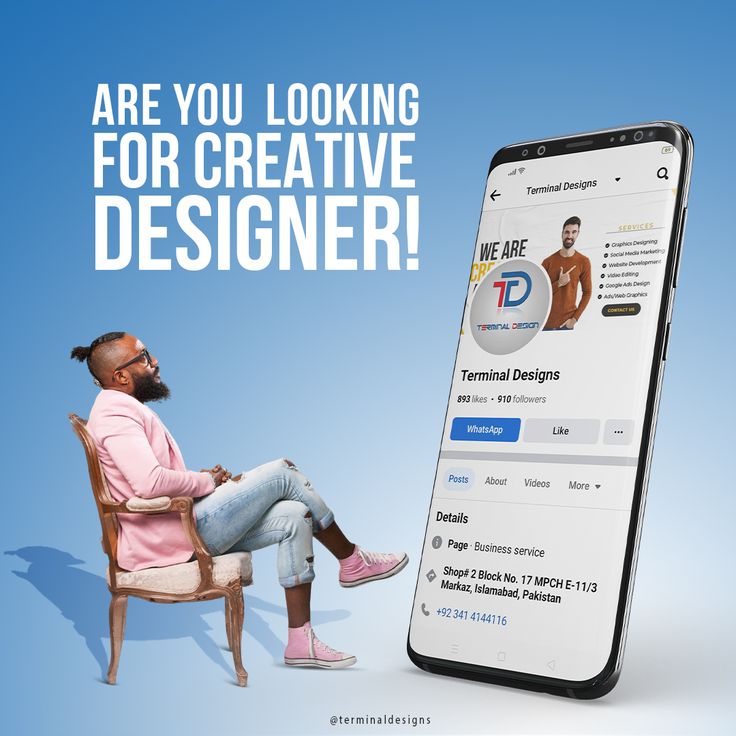 ARE YOU LOOKING
FOR CREATIVE
DESIGNER!
69
Terminal Designs
WE ARE
SERVICES
Graphics Designing
Social Media Marketing
Website Development
Video Editing
Google Ads Design
Ads/Web Graphics
CONTACT US
TD
TERMINAL DESIGN
Terminal Designs
893 likes • 910 followers
WhatsApp
Like
Posts
About
Videos
More
Details
Page · Business service
Shop# 2 Block No. 17 MPCH E-11/3
Markaz, Islamabad, Pakistan
+92 341 4144116
@terminaldesigns